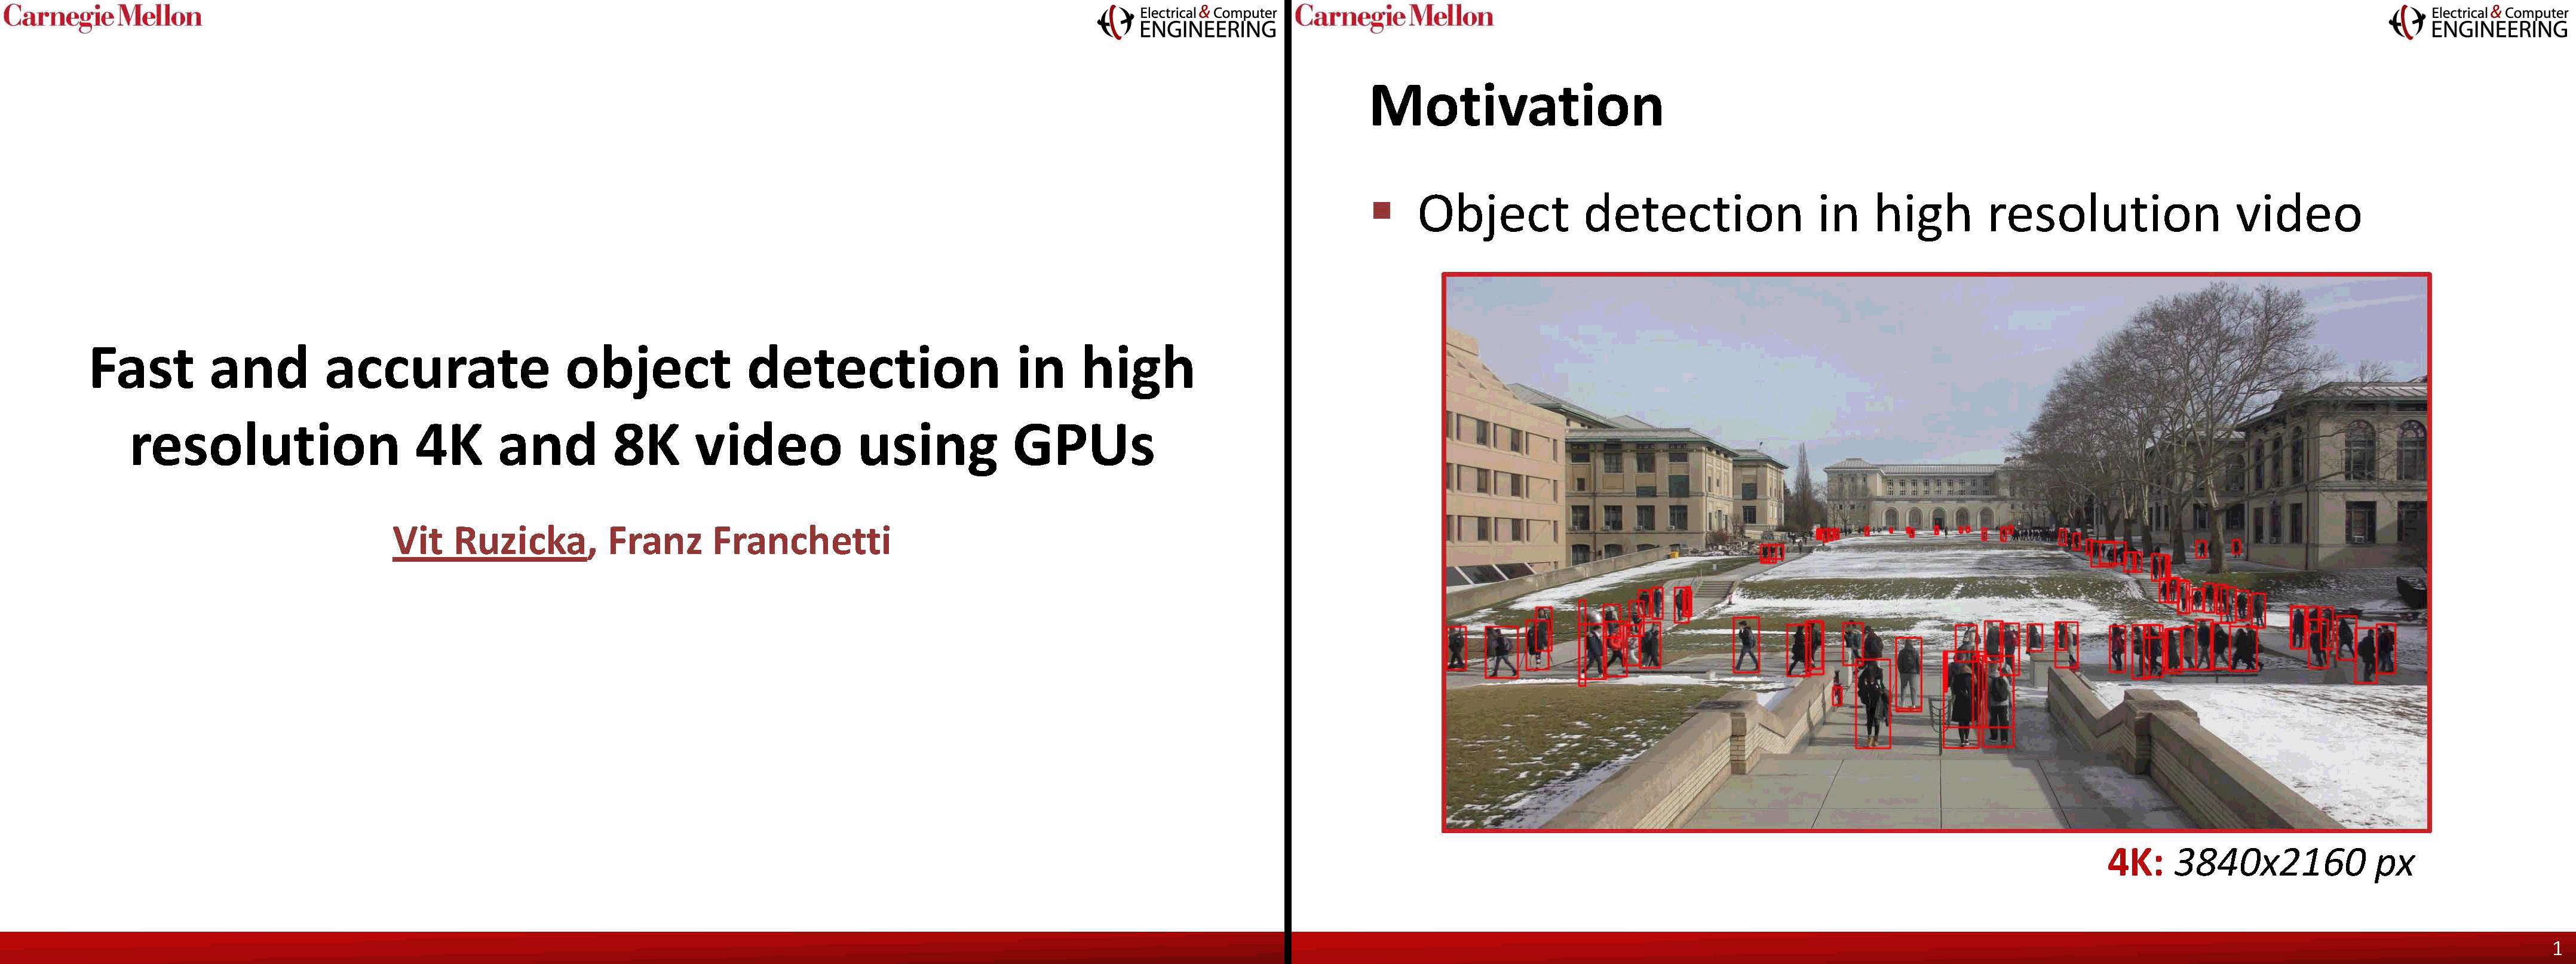 Carnegie Mellon
Electrical & Computer
ENGINEERING
Fast and accurate object detection in high
resolution 4K and 8K video using GPUs
Vit Ruzicka, Franz Franchetti
Carnegie Mellon
Electrical & Computer
ENGINEERING
Motivation
Object detection in high resolution video
4K: 3840x2160 px
1